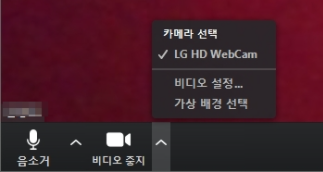 카메라 선택
✓ LG HD WebCam
비디오 설정...
가상 배경 선택
음소거
비디오 중지